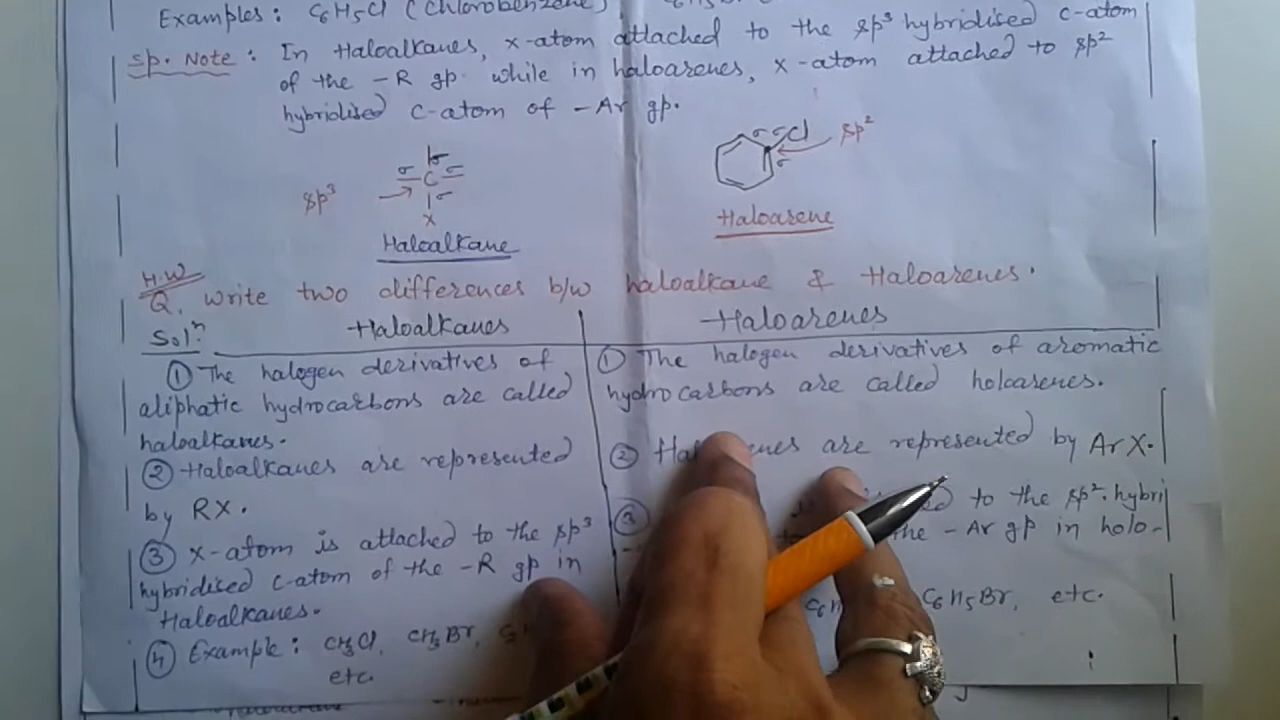 Examples : C6H5Cl (Chlorobenzene)
Sp. Note : In Haloalkanes, x-atom attached to the sp³ hybridised C-atom
of the -R gp. while in haloarenes, x-atom attached to sp²
hybridised C-atom of -Ar gp.
σ
σ C σ
σ
X
sp³
Haloalkane
σ σ Cl
σ
sp²
Haloarene
H.W
Q. write two differences b/w haloalkane & Haloarenes.
Solⁿ: Haloalkanes Haloarenes
① The halogen derivatives of
aliphatic hydrocarbons are called
haloalkanes.
② Haloalkanes are represented
by RX.
③ X-atom is attached to the sp³
hybridised C-atom of the -R gp in
Haloalkanes.
④ Example : CH3Cl, CH3Br,
etc.
① The halogen derivatives of aromatic
hydrocarbons are called holoarenes.
② are represented by ArX.
③ to the sp². hybri
the -Ar gp in holo-
C6H5Br, etc.